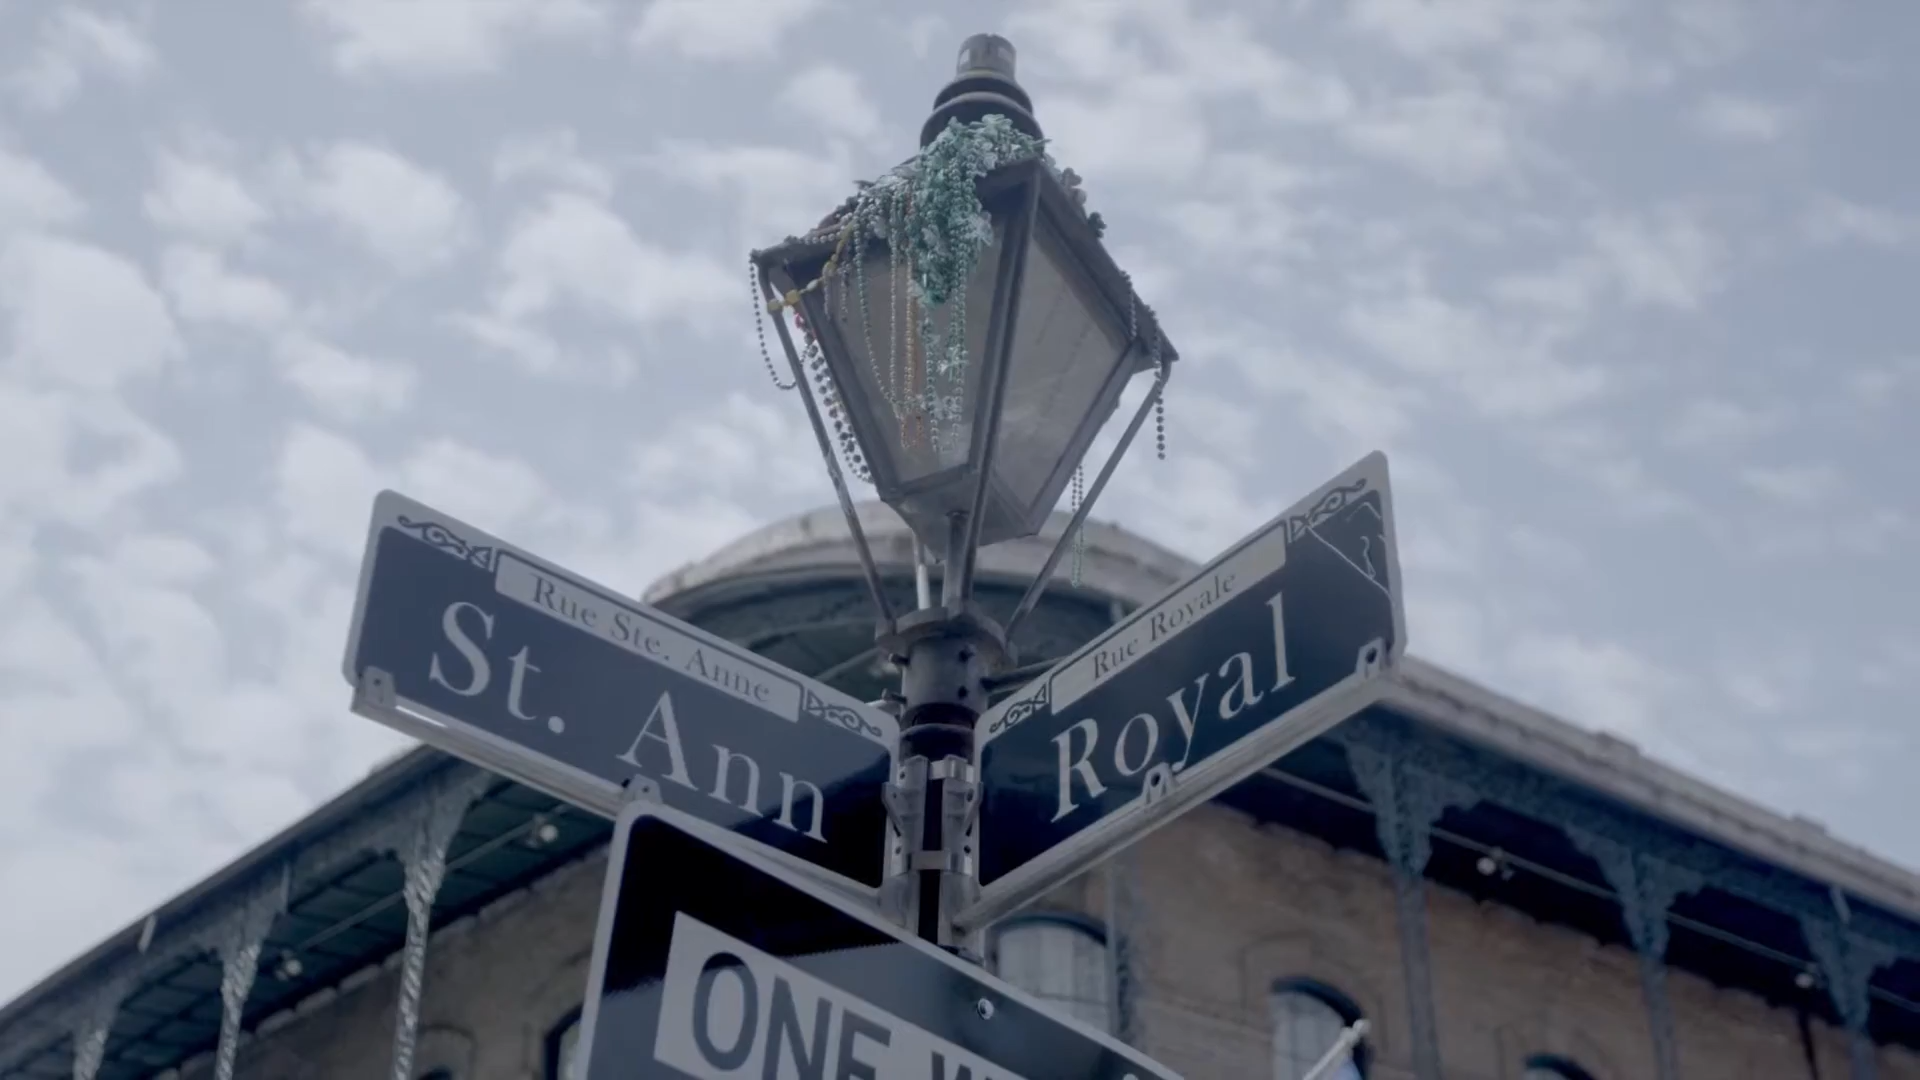 Rue Ste. Anne
St. Ann
Rue Royale
Royal
ONE